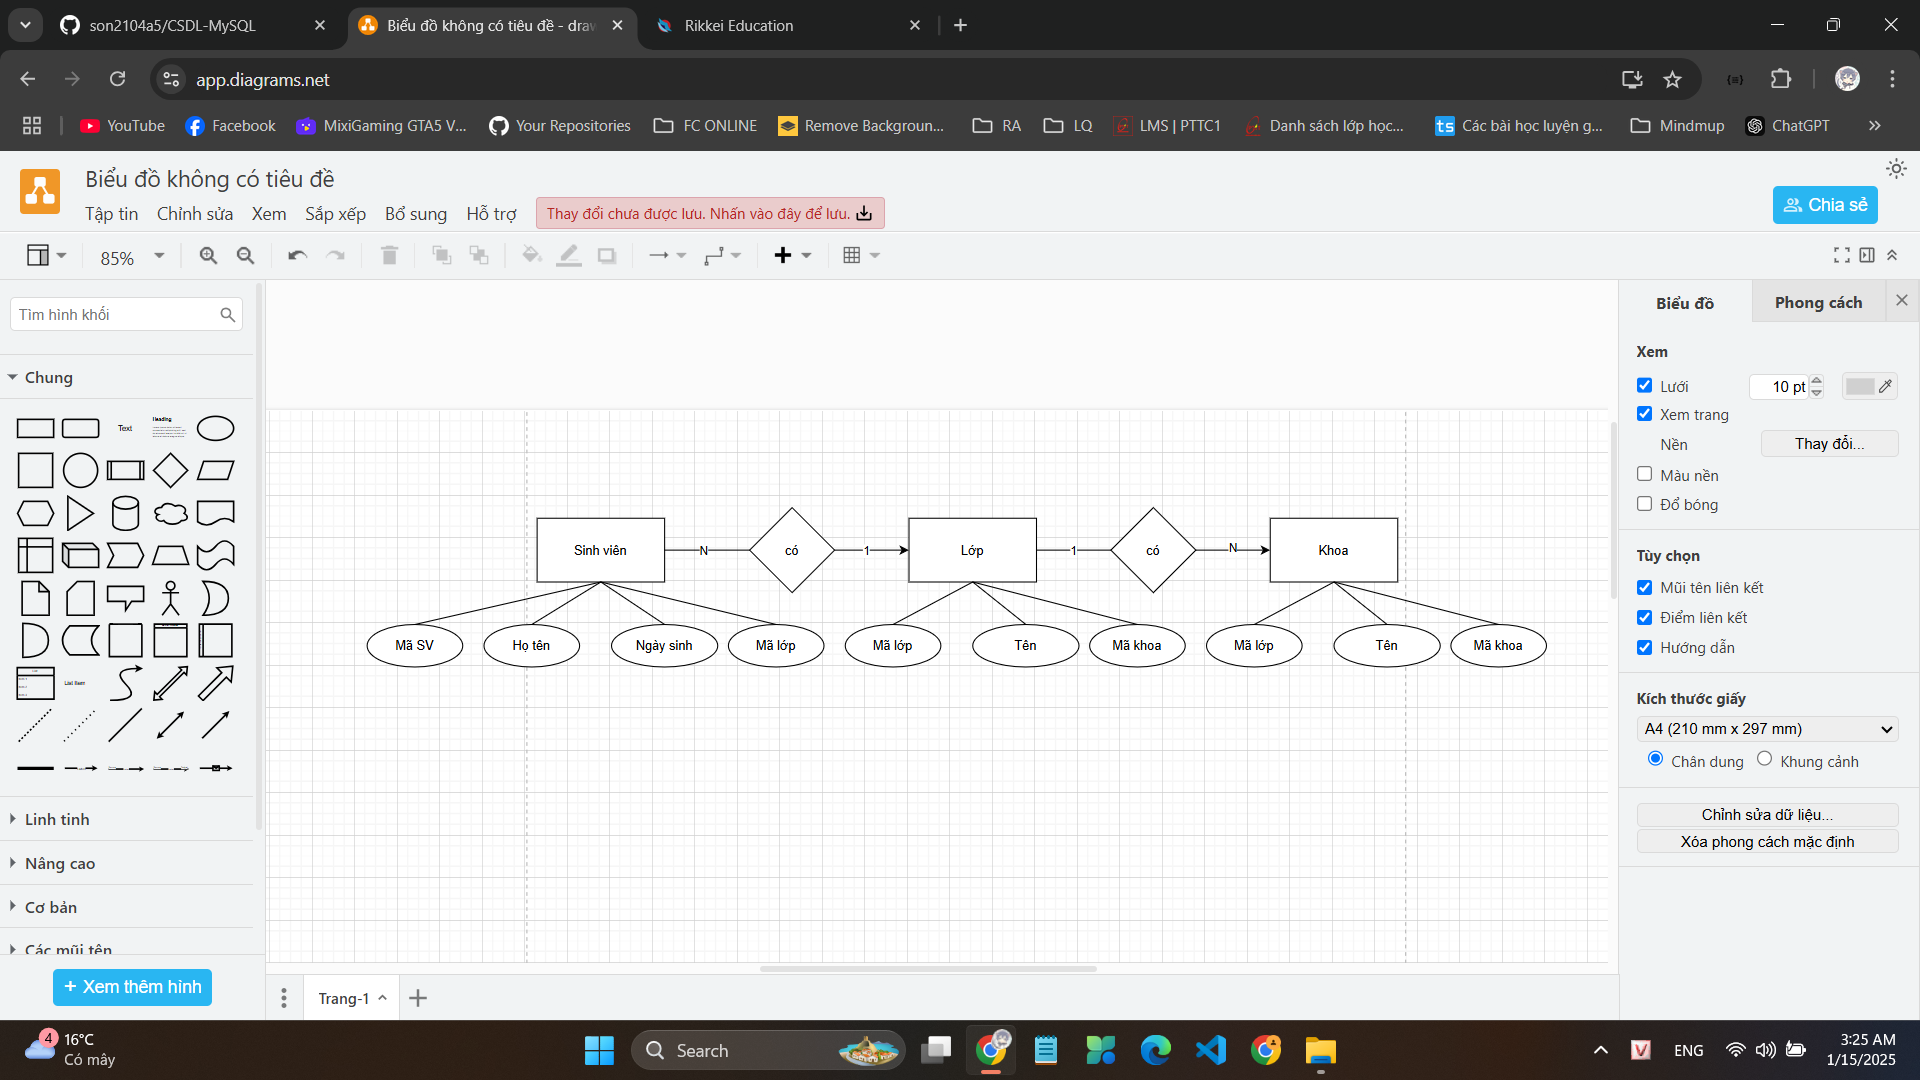 son2104a5/CSDL-MySQL
Biểu đồ không có tiêu đề - drav
Rikkei Education
app.diagrams.net
YouTube
Facebook
MixiGaming GTA5 V...
Your Repositories
FC ONLINE
Remove Backgroun...
RA
LQ
LMS | PTTC1
Danh sách lớp học...
ts
Các bài học luyện g...
Mindmup
ChatGPT
Biểu đồ không có tiêu đề
Tập tin
Chỉnh sửa
Xem
Sắp xếp
Bổ sung
Hỗ trợ
Thay đổi chưa được lưu. Nhấn vào đây để lưu.
Chia sẻ
85%
Tìm hình khối
Chung
Text
Heading
List Item
Linh tinh
Nâng cao
Cơ bản
Các mũi tên
+ Xem thêm hình
Sinh viên
N
có
1
Lớp
1
có
N
Khoa
Mã SV
Họ tên
Ngày sinh
Mã lớp
Mã lớp
Tên
Mã khoa
Mã lớp
Tên
Mã khoa
Trang-1
Biểu đồ
Phong cách
Xem
Lưới
10 pt
Xem trang
Nền
Thay đổi...
Màu nền
Đổ bóng
Tùy chọn
Mũi tên liên kết
Điểm liên kết
Hướng dẫn
Kích thước giấy
A4 (210 mm x 297 mm)
Chân dung
Khung cảnh
Chỉnh sửa dữ liệu...
Xóa phong cách mặc định
4
16°C
Có mây
Search
V
ENG
3:25 AM
1/15/2025